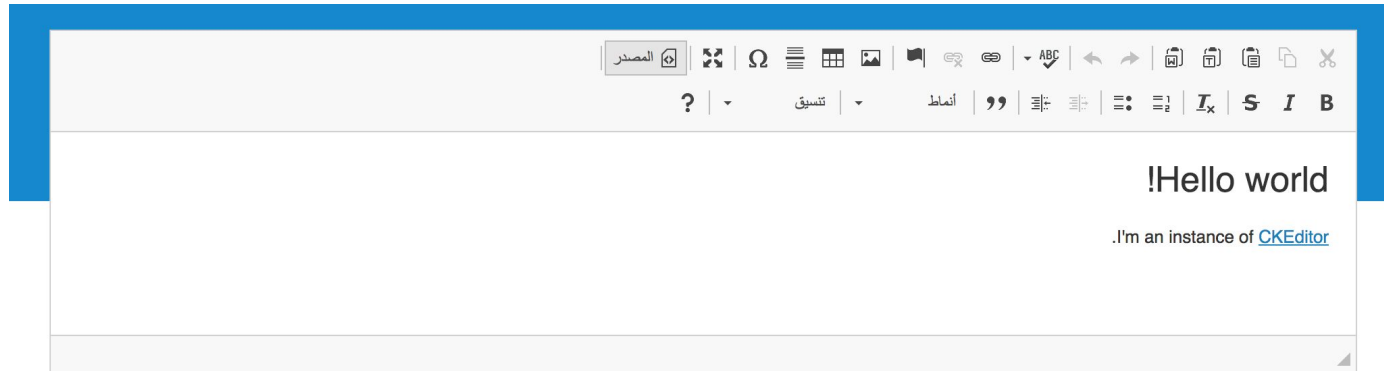 المصدر
أنماط تنسيق
!Hello world
.I'm an instance of CKEditor